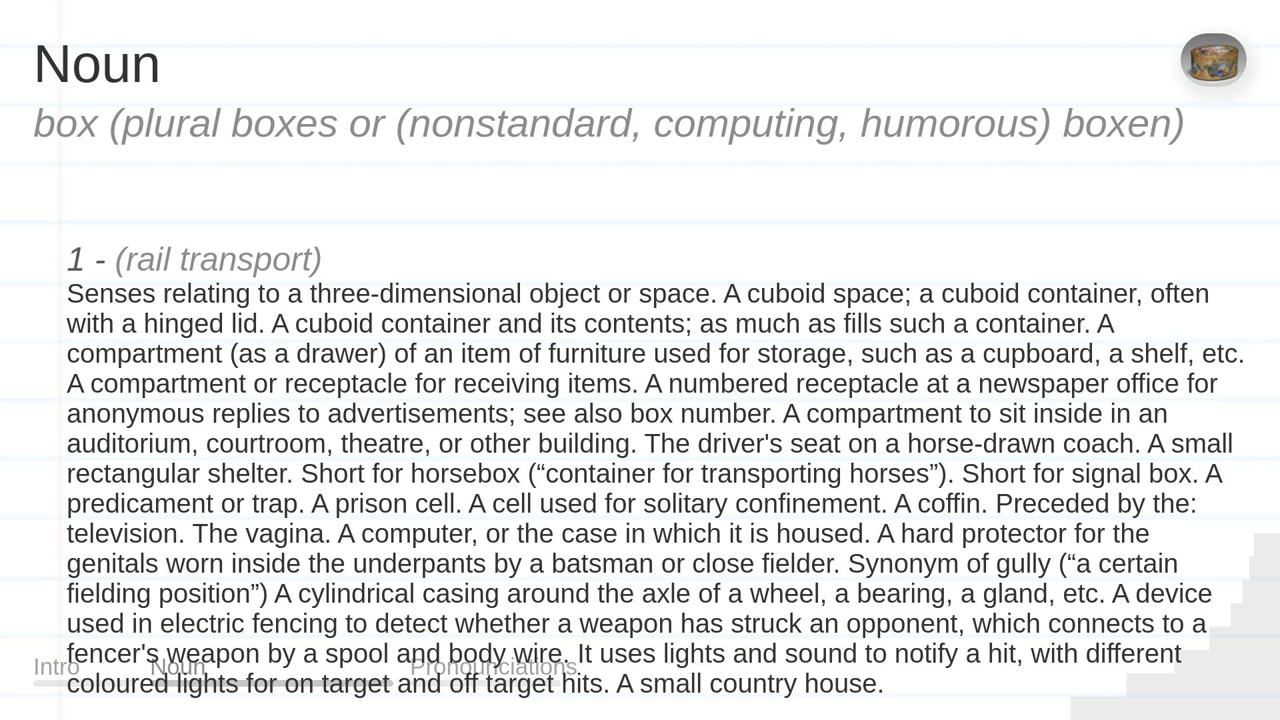 Noun
box (plural boxes or (nonstandard, computing, humorous) boxen)
1 - (rail transport)
Senses relating to a three-dimensional object or space. A cuboid space; a cuboid container, often
with a hinged lid. A cuboid container and its contents; as much as fills such a container. A
compartment (as a drawer) of an item of furniture used for storage, such as a cupboard, a shelf, etc.
A compartment or receptacle for receiving items. A numbered receptacle at a newspaper office for
anonymous replies to advertisements; see also box number. A compartment to sit inside in an
auditorium, courtroom, theatre, or other building. The driver's seat on a horse-drawn coach. A small
rectangular shelter. Short for horsebox (“container for transporting horses”). Short for signal box. A
predicament or trap. A prison cell. A cell used for solitary confinement. A coffin. Preceded by the:
television. The vagina. A computer, or the case in which it is housed. A hard protector for the
genitals worn inside the underpants by a batsman or close fielder. Synonym of gully (“a certain
fielding position”) A cylindrical casing around the axle of a wheel, a bearing, a gland, etc. A device
used in electric fencing to detect whether a weapon has struck an opponent, which connects to a
fencer's weapon by a spool and body wire. It uses lights and sound to notify a hit, with different
coloured lights for on target and off target hits. A small country house.
Intro Noun Pronounciations